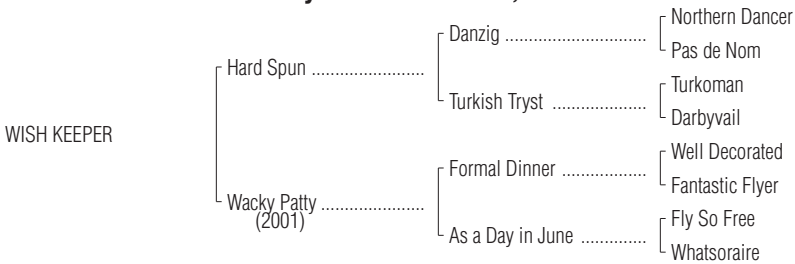 Northern Dancer
Danzig ..............................
Pas de Nom
Hard Spun ........................
Turkoman
Turkish Tryst ....................
Darbyvail
WISH KEEPER
Well Decorated
Formal Dinner ..................
Fantastic Flyer
Wacky Patty ......................
(2001)
Fly So Free
As a Day in June ..............
Whatsoraire